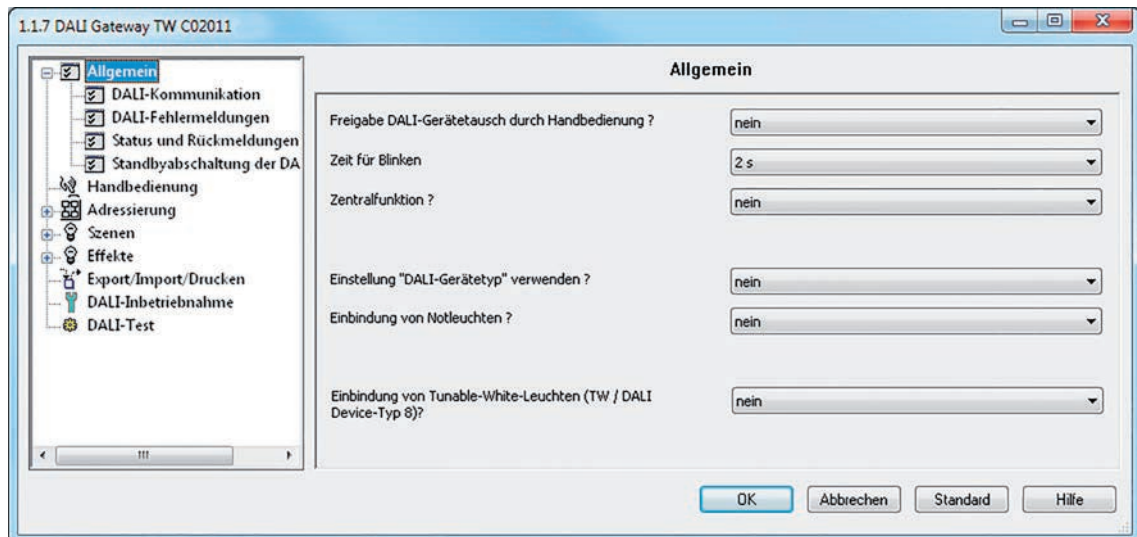 1.1.7 DALI Gateway TW C02011
Allgemein
DALI-Kommunikation
DALI-Fehlermeldungen
Status und Rückmeldungen
Standbyabschaltung der DA
Handbedienung
Adressierung
Szenen
Effekte
Export/Import/Drucken
DALI-Inbetriebnahme
DALI-Test
Allgemein
Freigabe DALI-Gerätetausch durch Handbedienung ?
nein
Zeit für Blinken
2 s
Zentralfunktion ?
nein
Einstellung "DALI-Gerätetyp" verwenden ?
nein
Einbindung von Notleuchten ?
nein
Einbindung von Tunable-White-Leuchten (TW / DALI
Device-Typ 8)?
nein
OK
Abbrechen
Standard
Hilfe